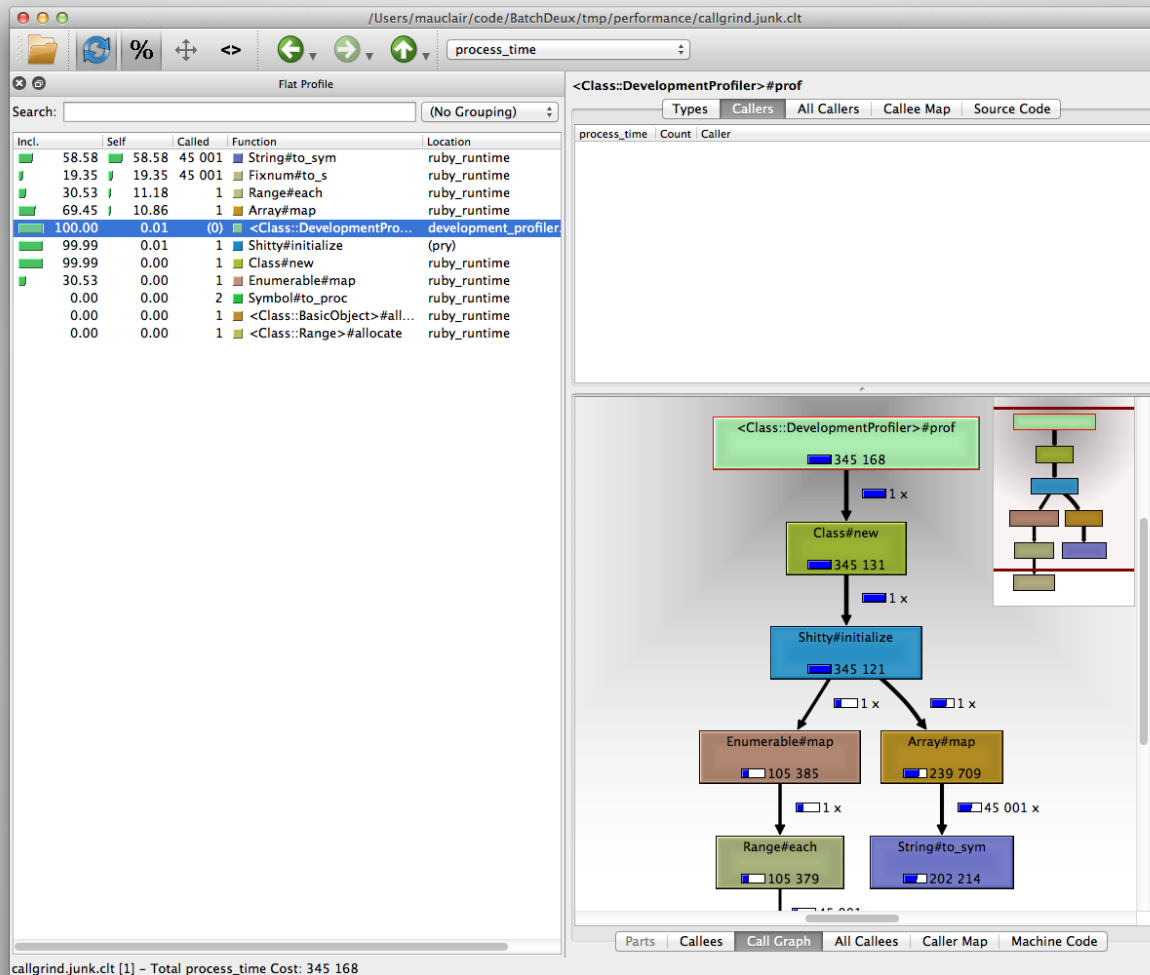 /Users/mauclair/code/BatchDeux/tmp/performance/callgrind.junk.clt
% <> process_time
Flat Profile
Search: (No Grouping)
Incl. Self Called Function Location
58.58 58.58 45 001 String#to_sym ruby_runtime
19.35 19.35 45 001 Fixnum#to_s ruby_runtime
30.53 11.18 1 Range#each ruby_runtime
69.45 10.86 1 Array#map ruby_runtime
100.00 0.01 (0) <Class::DevelopmentPro... development_profiler.
99.99 0.01 1 Shitty#initialize (pry)
99.99 0.00 1 Class#new ruby_runtime
30.53 0.00 1 Enumerable#map ruby_runtime
0.00 0.00 2 Symbol#to_proc ruby_runtime
0.00 0.00 1 <Class::BasicObject>#all... ruby_runtime
0.00 0.00 1 <Class::Range>#allocate ruby_runtime
<Class::DevelopmentProfiler>#prof
Types Callers All Callers Callee Map Source Code
process_time Count Caller
<Class::DevelopmentProfiler>#prof
345 168
1 x
Class#new
345 131
1 x
Shitty#initialize
345 121
1 x 1 x
Enumerable#map Array#map
105 385 239 709
1 x 45 001 x
Range#each String#to_sym
105 379 202 214
45 001
Parts Callees Call Graph All Callees Caller Map Machine Code
callgrind.junk.clt [1] - Total process_time Cost: 345 168